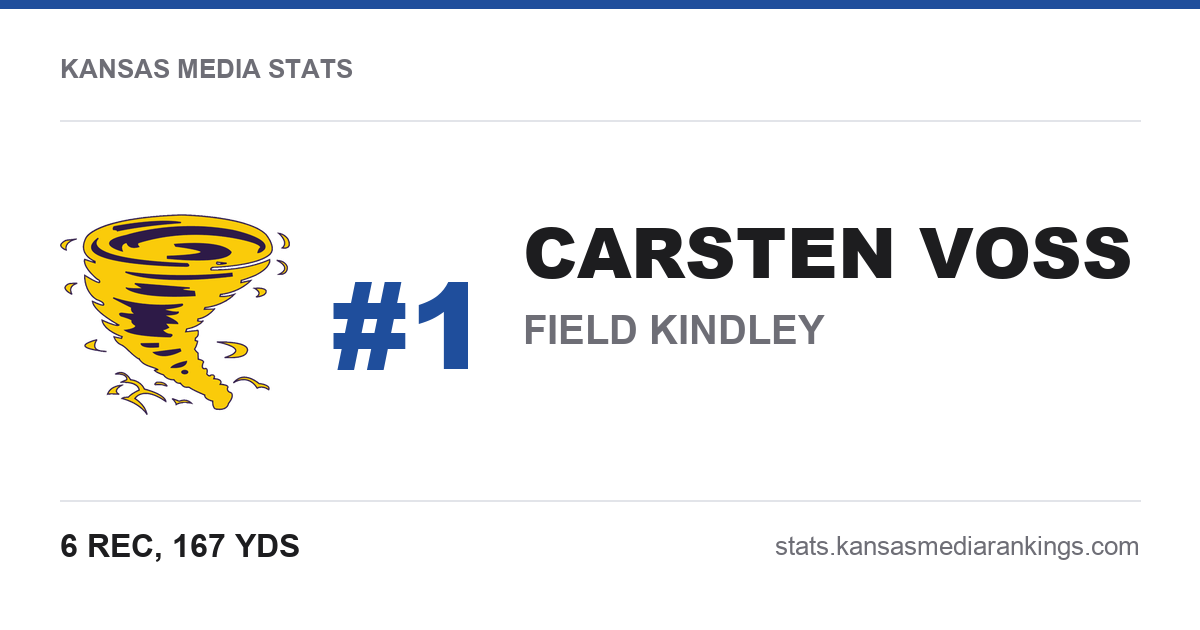 KANSAS MEDIA STATS
#1
CARSTEN VOSS
FIELD KINDLEY
6 REC, 167 YDS
stats.kansasmediarankings.com